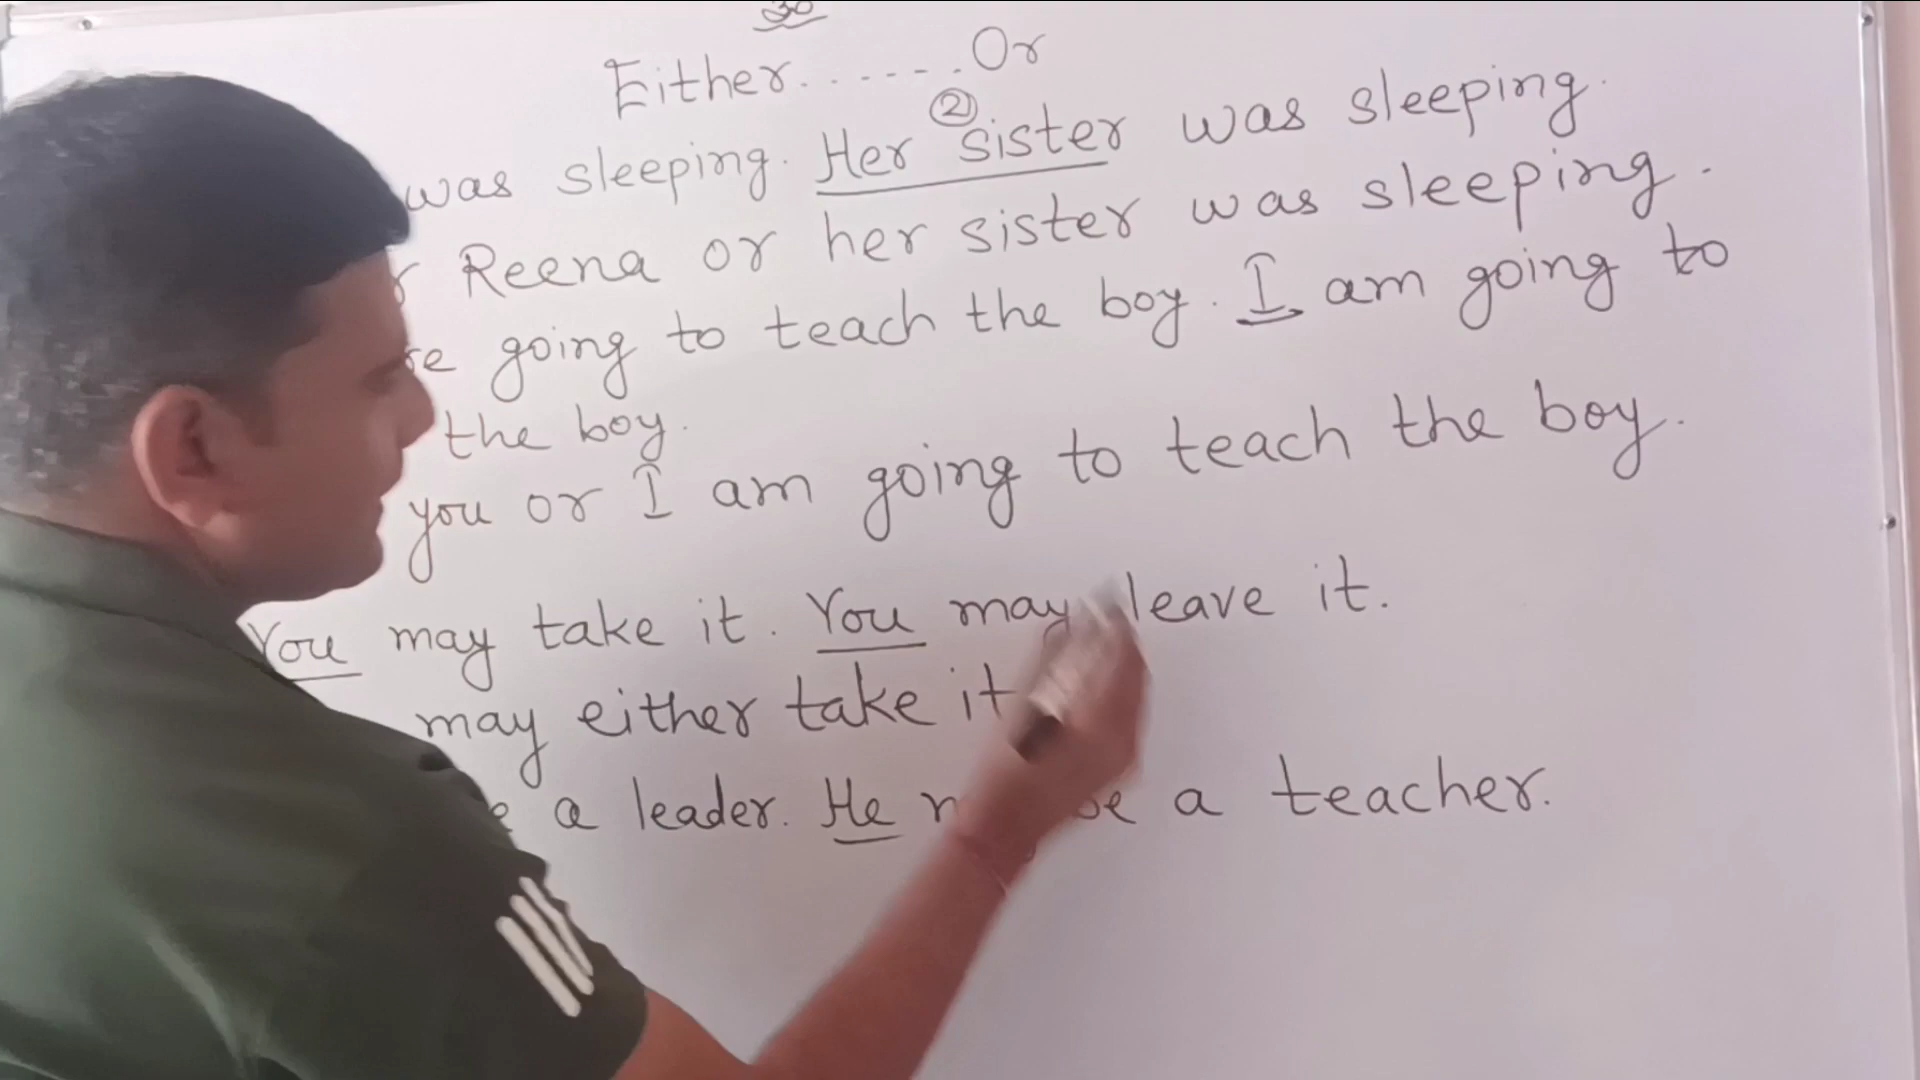 30
Either.......Or
②
was sleeping. Her sister was sleeping.
Reena or her sister was sleeping.
going to teach the boy. I am going to
the boy.
you or I am going to teach the boy.
You may take it. You may leave it.
may either take it
a leader. He a teacher.